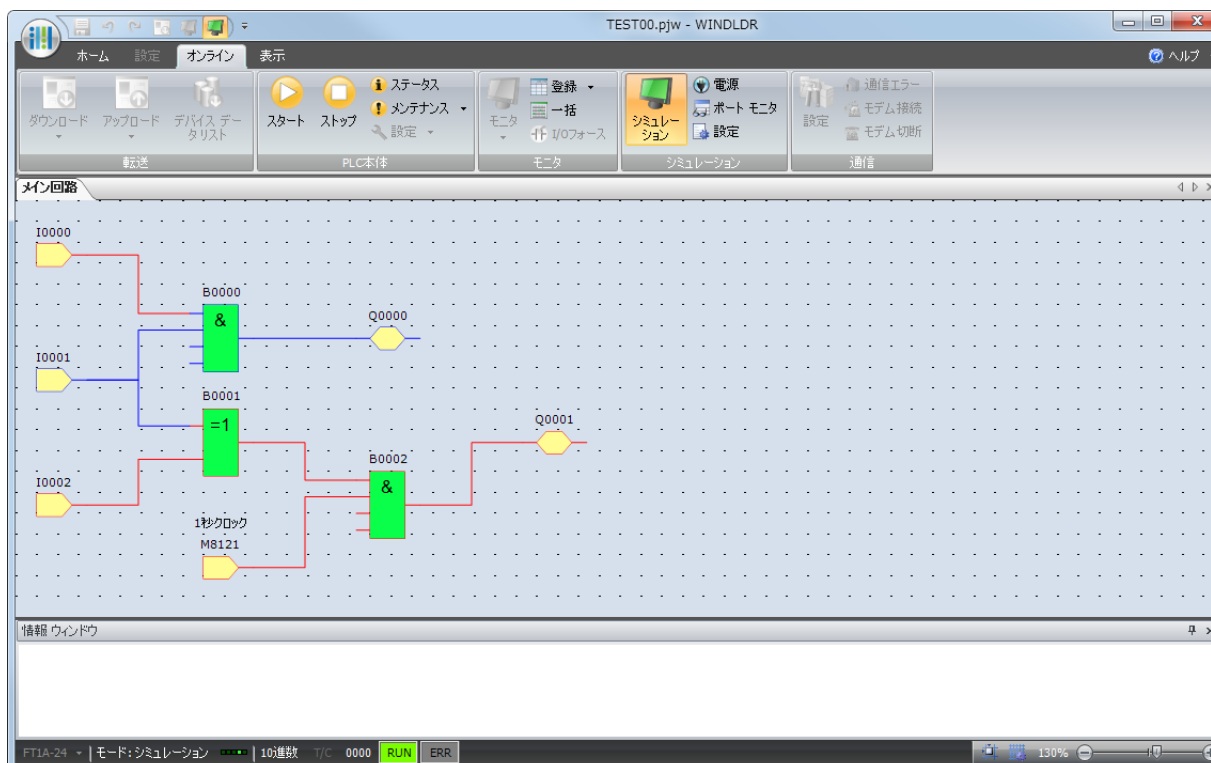 TEST00.pjw - WINDLDR
ホーム 設定 オンライン 表示 ヘルプ
ダウンロード アップロード デバイス データリスト
転送
スタート ストップ ステータス メンテナンス 設定
PLC本体
モニタ 登録 一括 I/Oフォース
モニタ
シミュレーション 電源 ポート モニタ 設定
シミュレーション
設定 通信エラー モデム接続 モデム切断
通信
メイン回路
I0000
B0000
&
Q0000
I0001
B0001
=1
Q0001
B0002
&
I0002
1秒クロック
M8121
情報 ウィンドウ
FT1A-24 モード:シミュレーション 10進数 T/C 0000 RUN ERR 130%